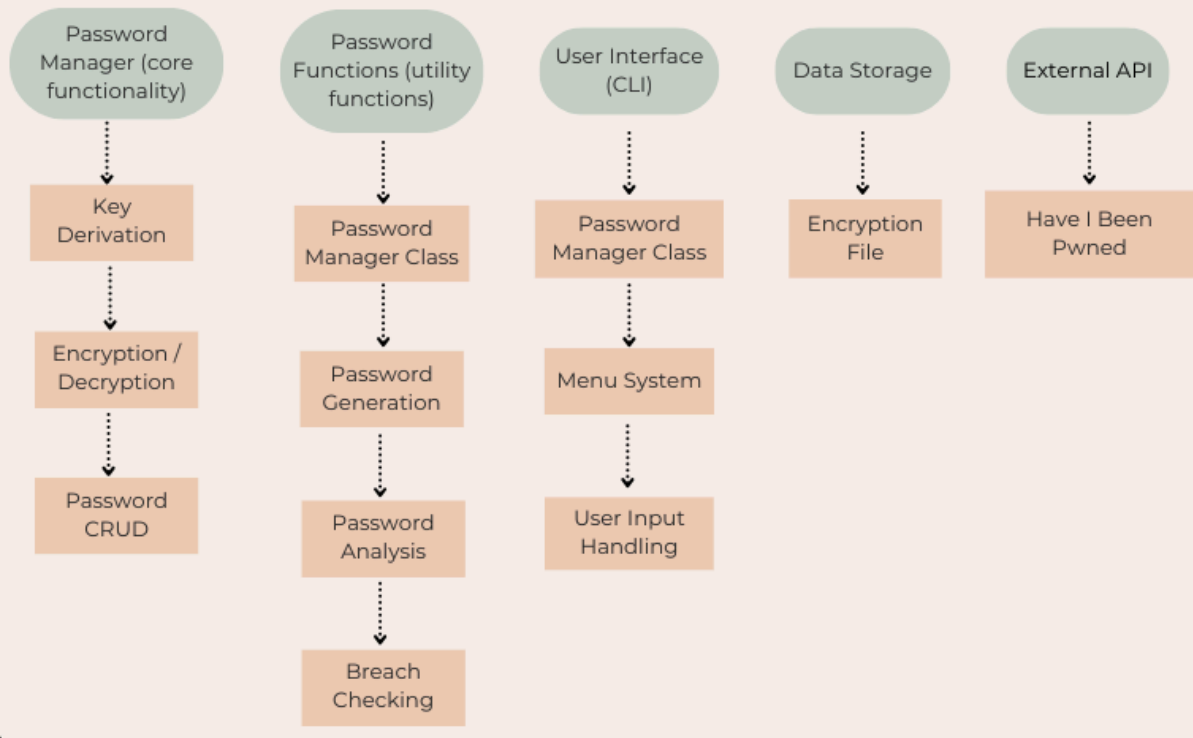 Password
Manager (core
functionality)
Key
Derivation
Encryption /
Decryption
Password
CRUD
Password
Functions (utility
functions)
Password
Manager Class
Password
Generation
Password
Analysis
Breach
Checking
User Interface
(CLI)
Password
Manager Class
Menu System
User Input
Handling
Data Storage
Encryption
File
External API
Have I Been
Pwned